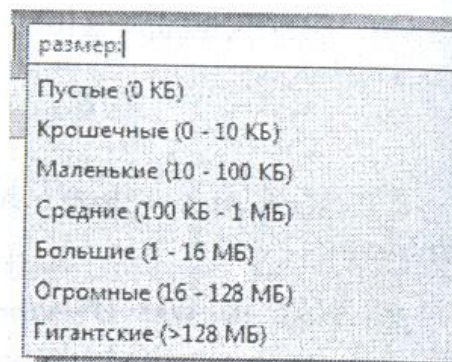 размер:
Пустые (0 КБ)
Крошечные (0 - 10 КБ)
Маленькие (10 - 100 КБ)
Средние (100 КБ - 1 МБ)
Большие (1 - 16 МБ)
Огромные (16 - 128 МБ)
Гигантские (>128 МБ)